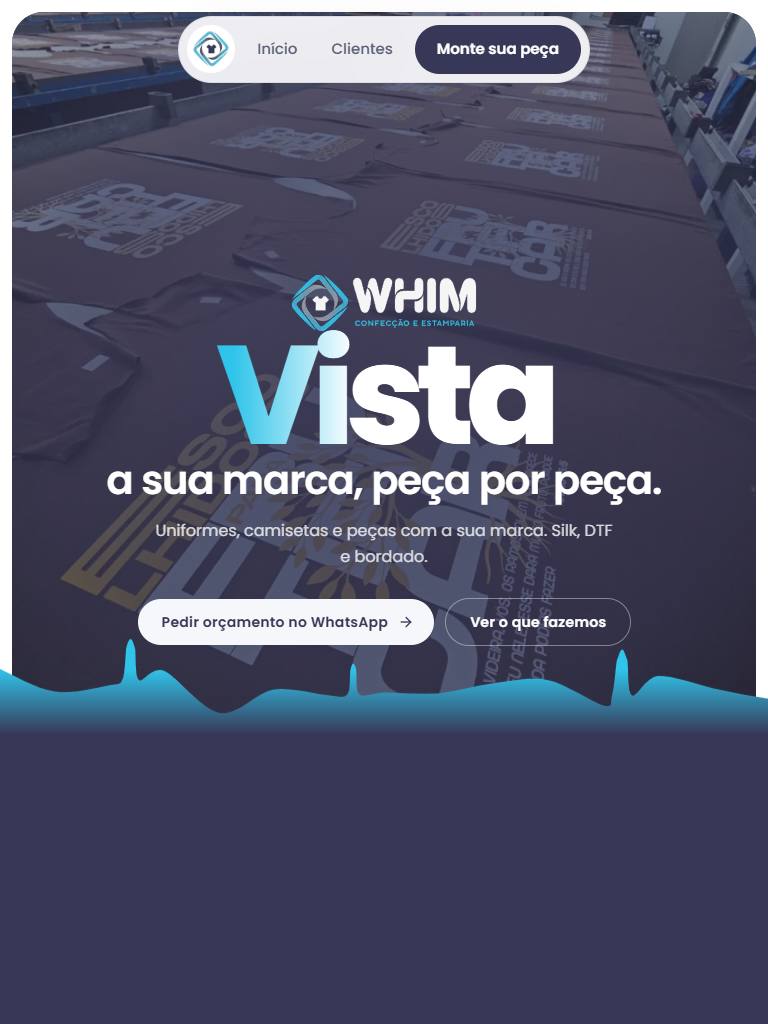 Início
Clientes
Monte sua peça
WHIM
CONFECÇÃO E ESTAMPARIA
Vista
a sua marca, peça por peça.
Uniformes, camisetas e peças com a sua marca. Silk, DTF
e bordado.
Pedir orçamento no WhatsApp →
Ver o que fazemos